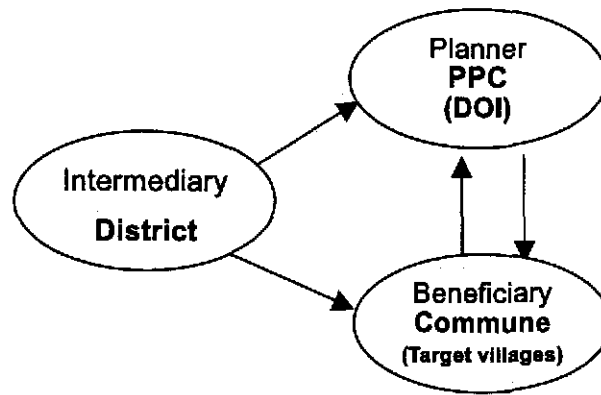 Planner
PPC
(DOI)
Intermediary
District
Beneficiary
Commune
(Target villages)